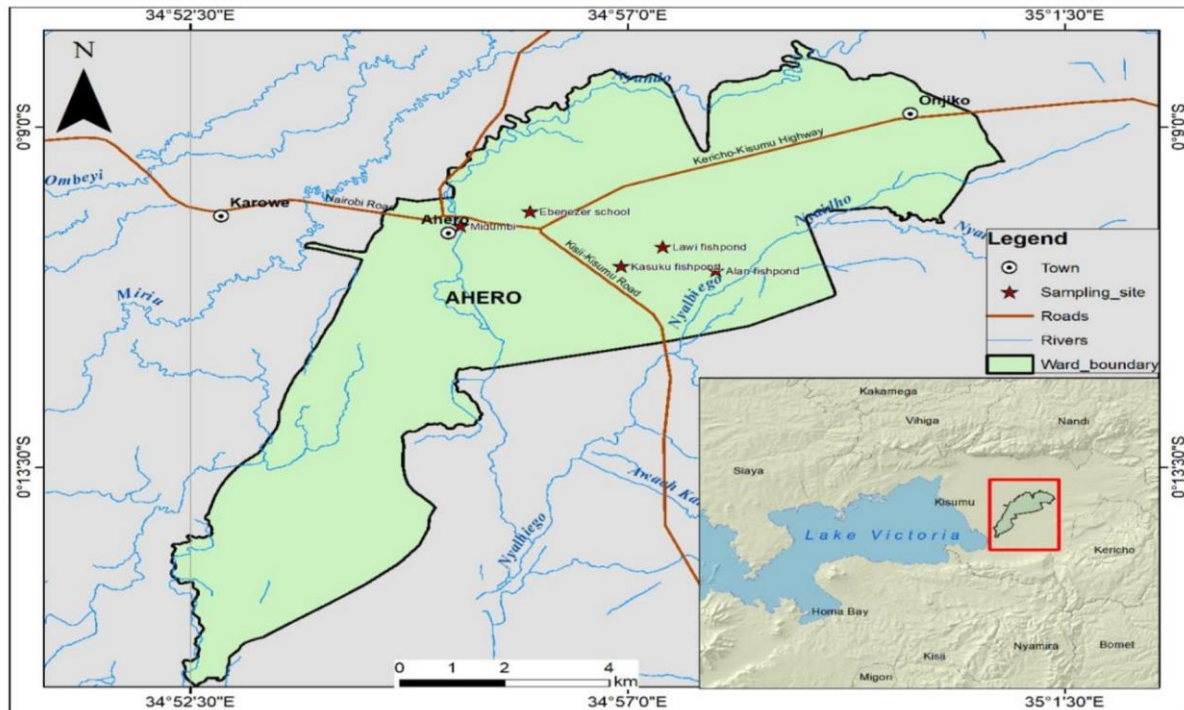 34°52'30"E
34°57'0"E
35°1'30"E
N
0°9'0"S
0°9'0"S
Nyando
Onjiko
Kericho-Kisumu Highway
Ombeyi
Karowe
Nairobi Road
Ahero
Ebenezer school
Migumbi
Nyaidho
Lawi fishpond
Kasuku fishpond
Alan fishpond
Kisii-Kisumu Road
Nyalbiego
Miriu
AHERO
Legend
Town
Sampling_site
Roads
Rivers
Ward_boundary
0°13'30"S
0°13'30"S
Awach Ka
Nyalbiego
Kakamega
Vihiga
Nandi
Siaya
Kisumu
Lake Victoria
Kericho
Homa Bay
Nyamira
Bomet
Kisii
Migori
0 1 2 4
km
34°52'30"E
34°57'0"E
35°1'30"E